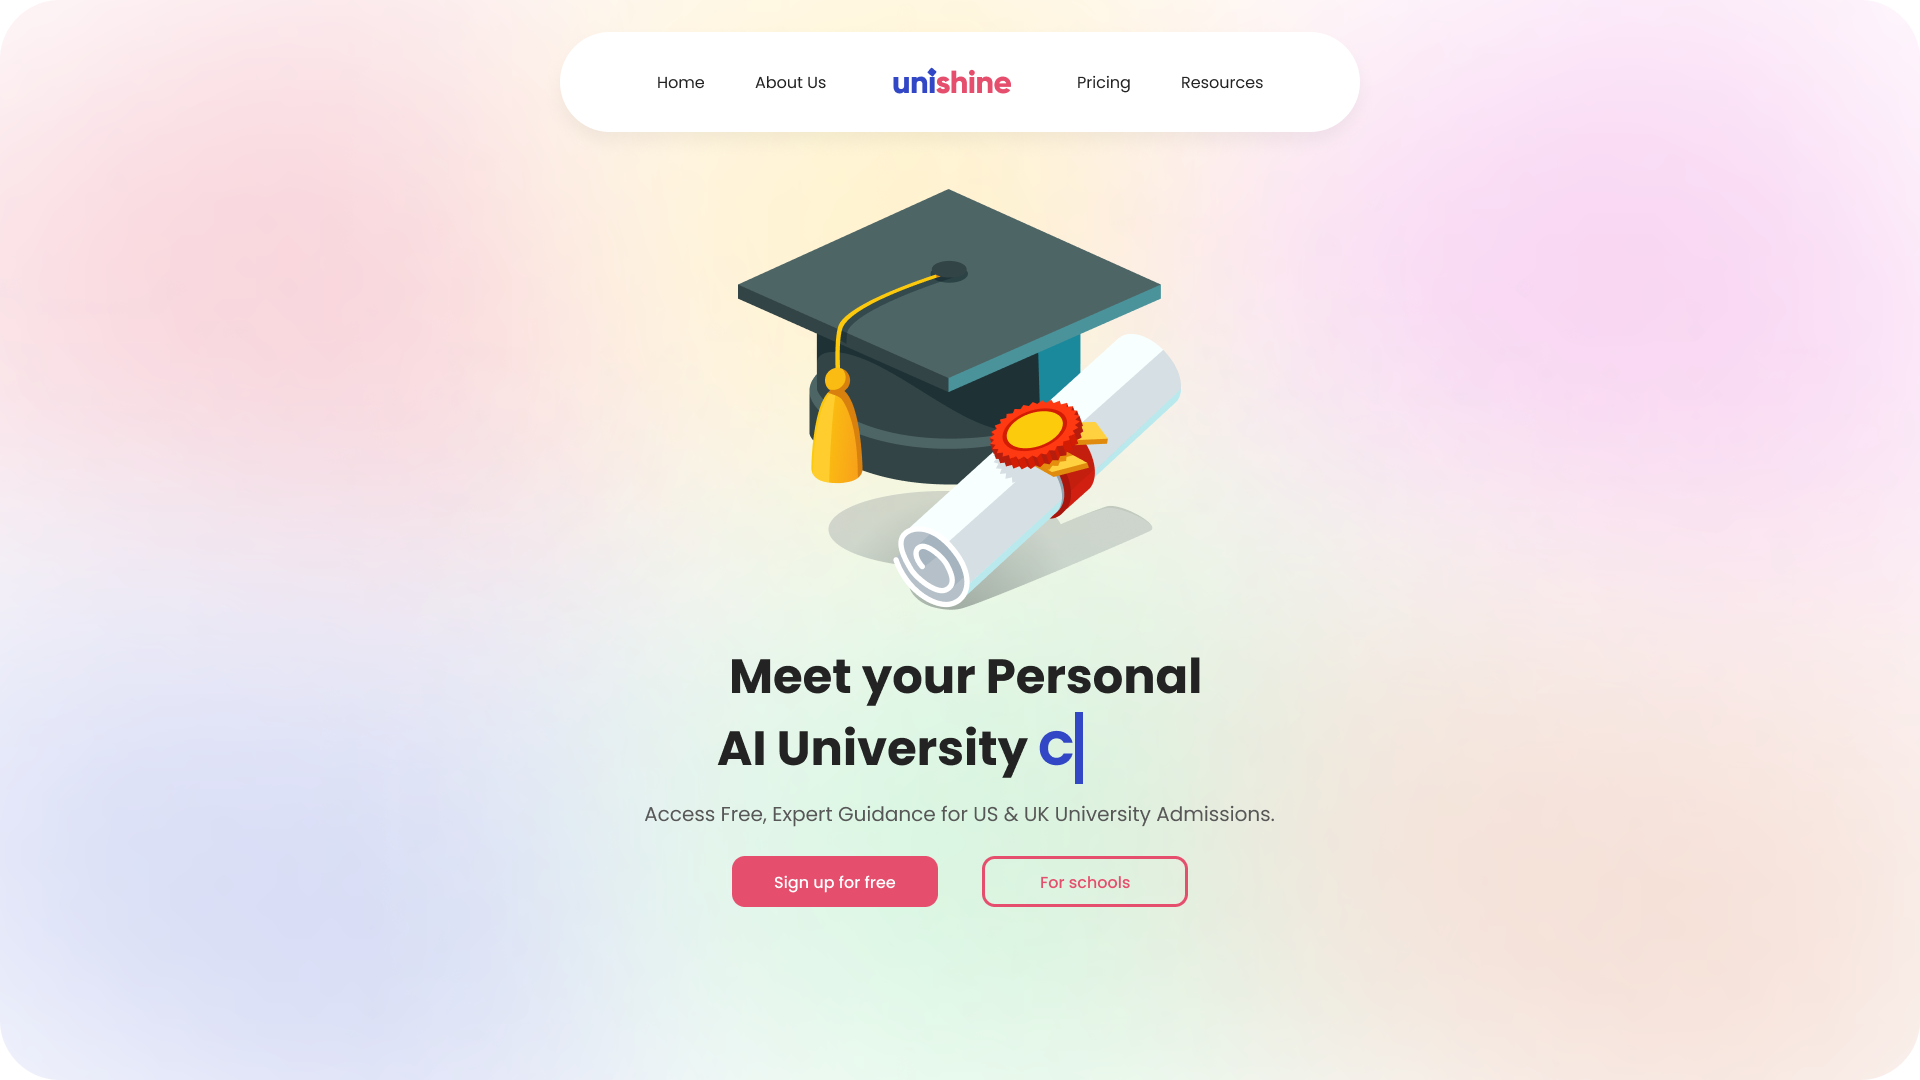 Home About Us unishine Pricing Resources
Meet your Personal
AI University C
Access Free, Expert Guidance for US & UK University Admissions.
Sign up for free For schools